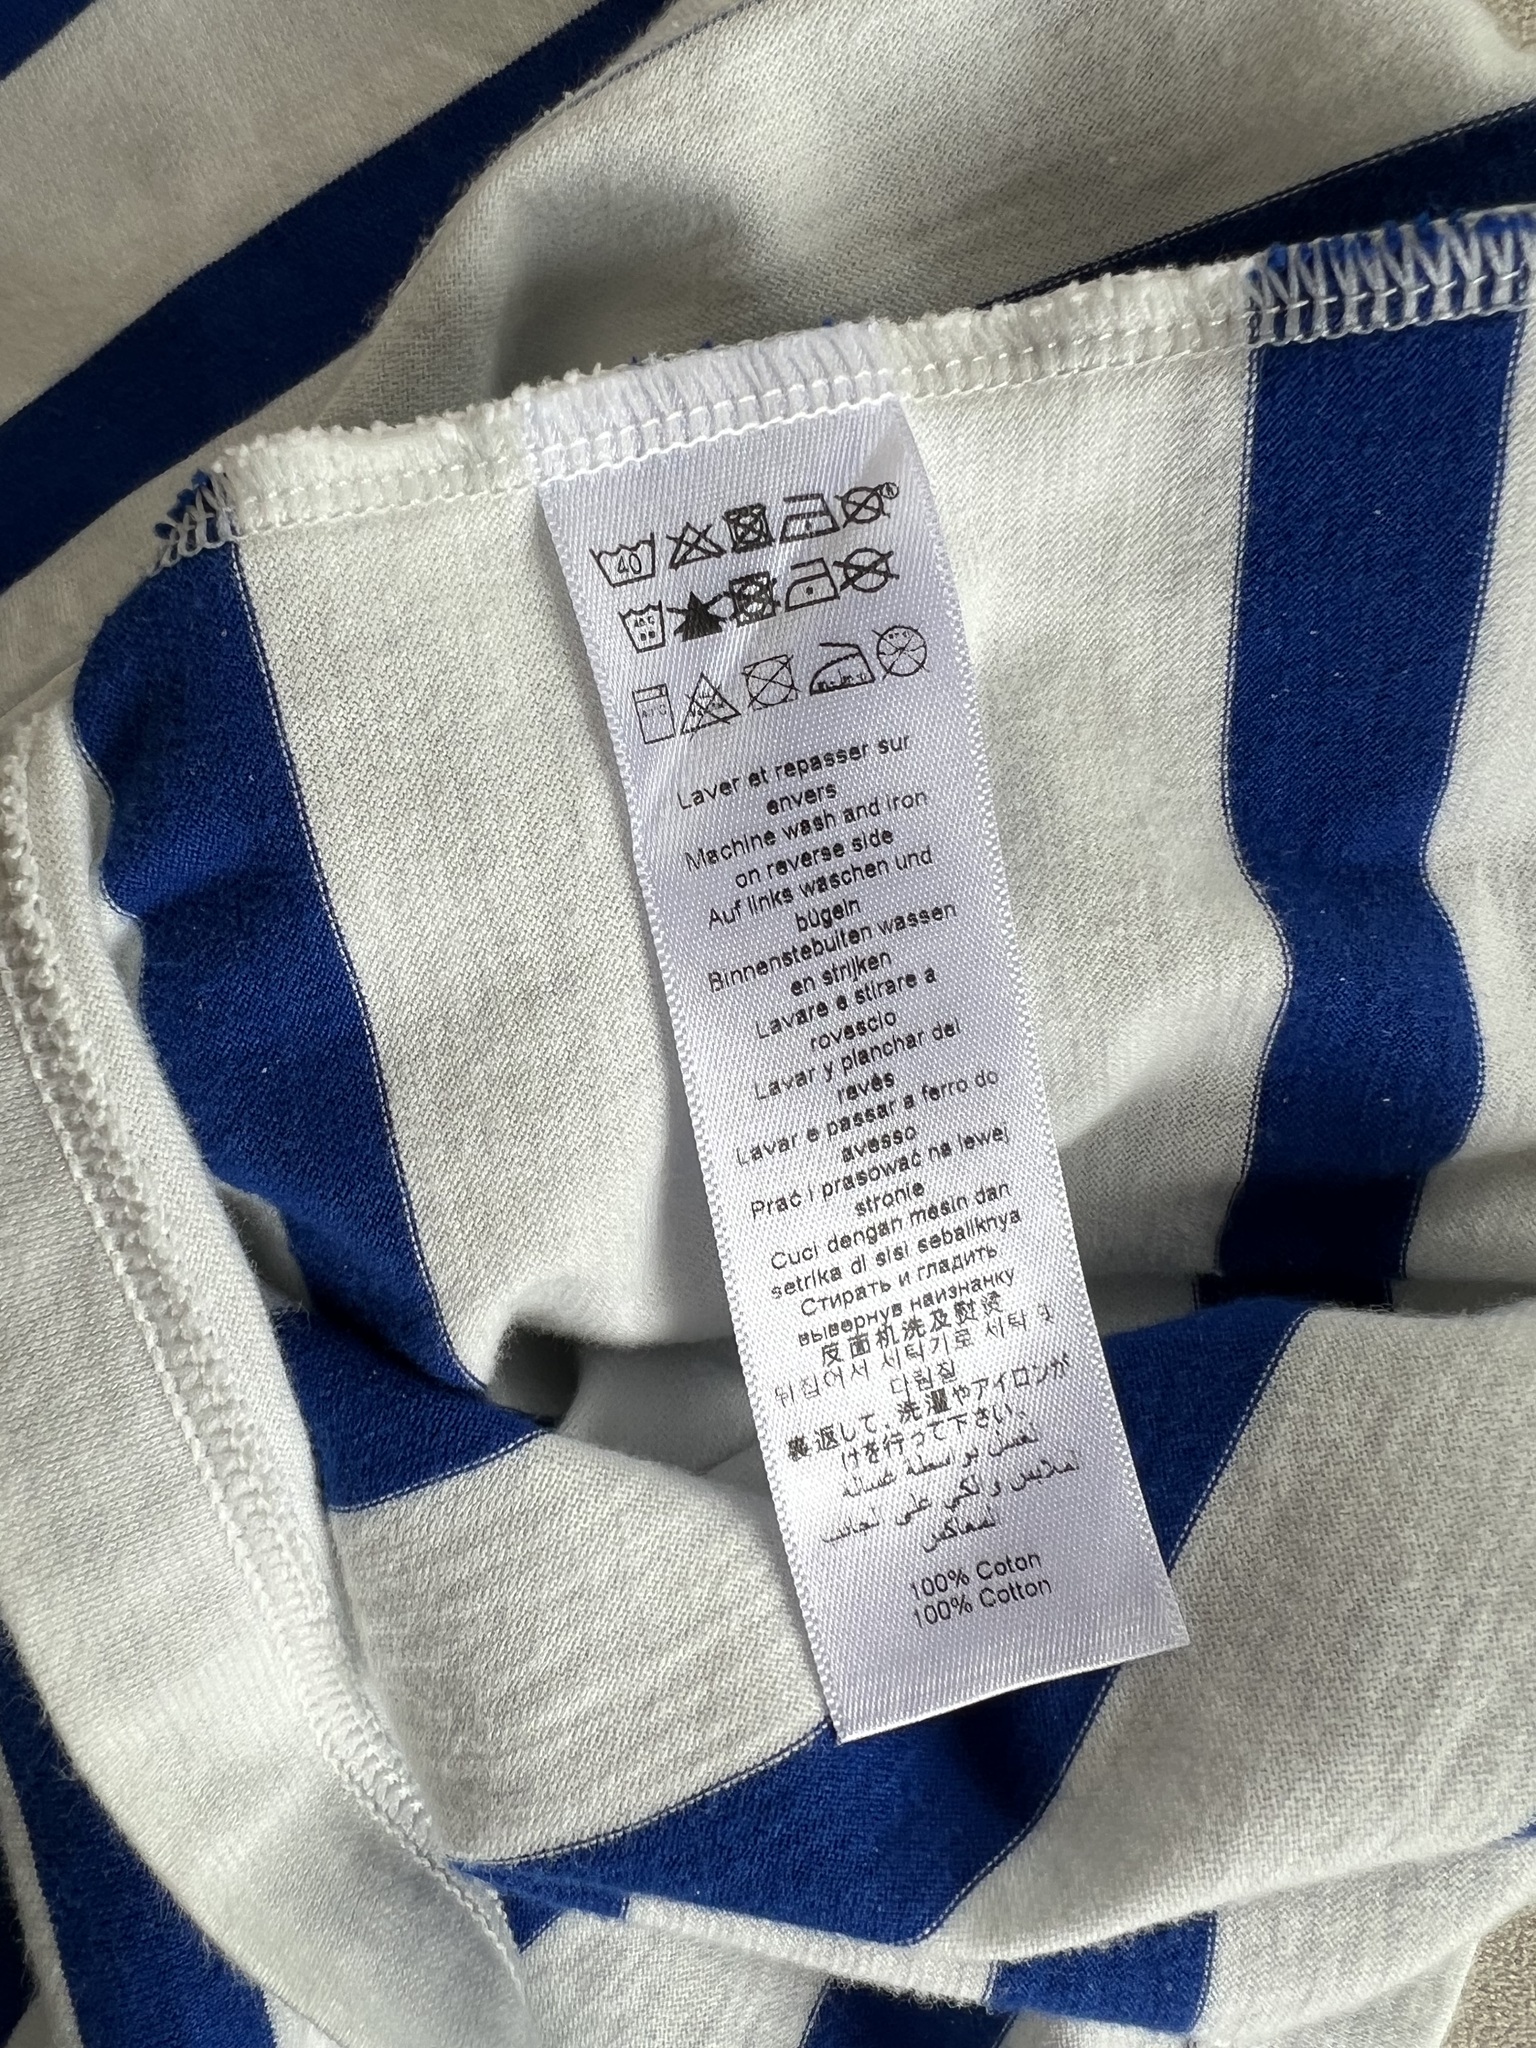 40
Laver et repasser sur
envers
Machine wash and iron
on reverse side
Auf links waschen und
bügeln
Binnenstebuiten wassen
en strijken
Lavare e stirare a
rovescio
Lavar y planchar del
revés
Lavar e passar a ferro do
avesso
Prać i prasować na lewej
stronie
Cuci dengan mesin dan
setrika di sisi sebaliknya
Стирать и гладить
вывернув наизнанку
反面机洗及熨烫
뒤집어서 세탁기로 세탁 및
다림질
裏返して、洗濯やアイロンが
けを行って下さい。
الملابس والكي على الجانب
100% Coton
100% Cotton